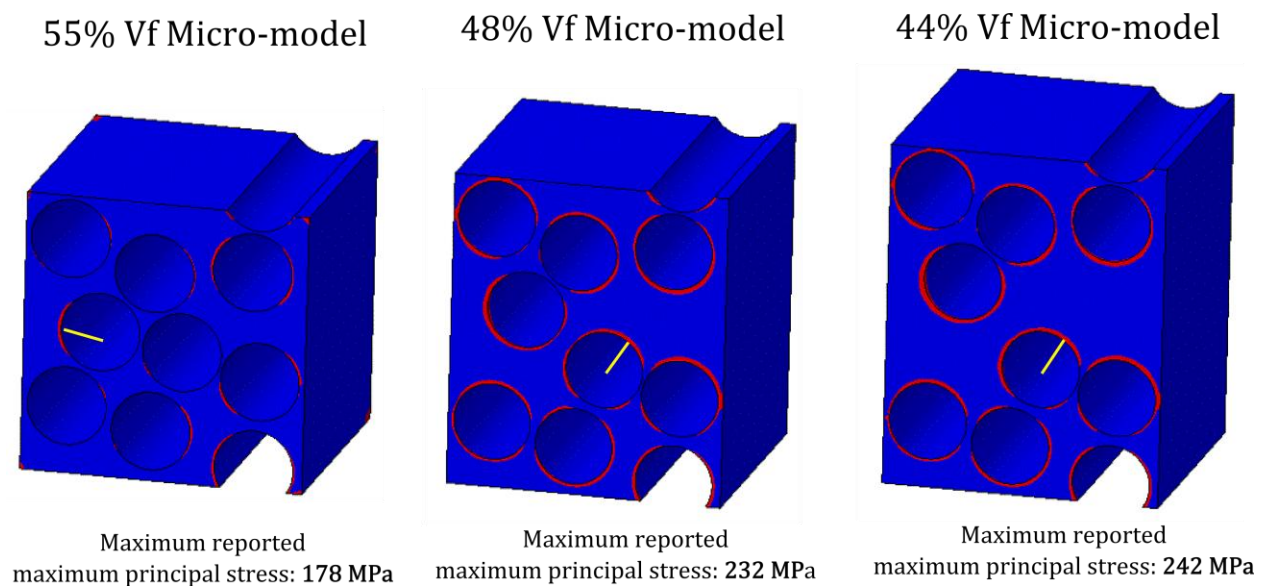 55% Vf Micro-model
48% Vf Micro-model
44% Vf Micro-model
Maximum reported
maximum principal stress: 178 MPa
Maximum reported
maximum principal stress: 232 MPa
Maximum reported
maximum principal stress: 242 MPa